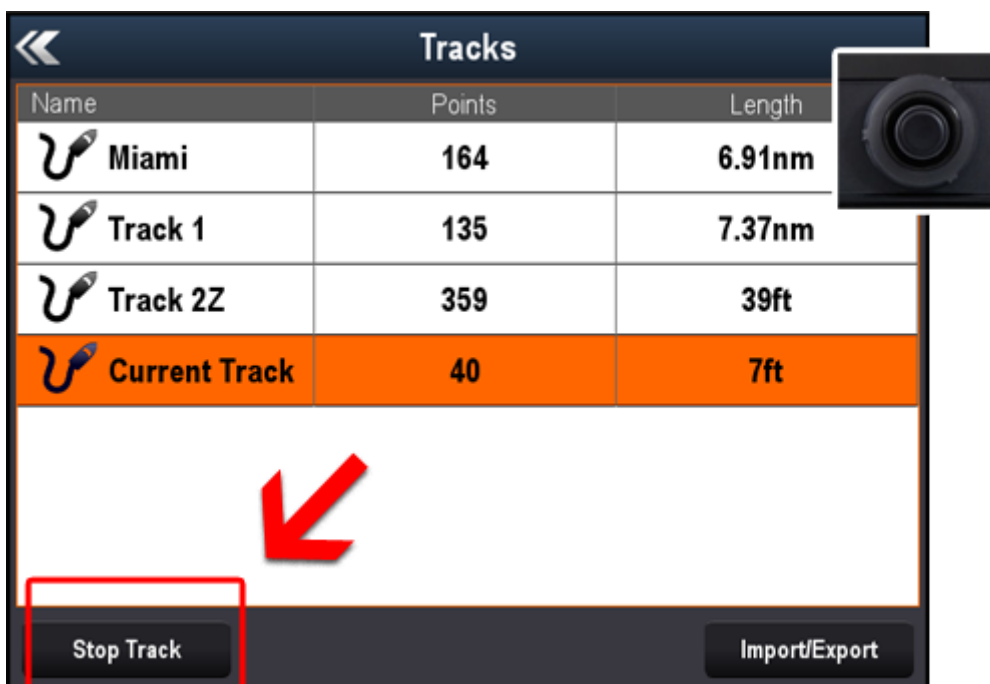 Tracks
Name Points Length
Miami 164 6.91nm
Track 1 135 7.37nm
Track 2Z 359 39ft
Current Track 40 7ft
Stop Track Import/Export